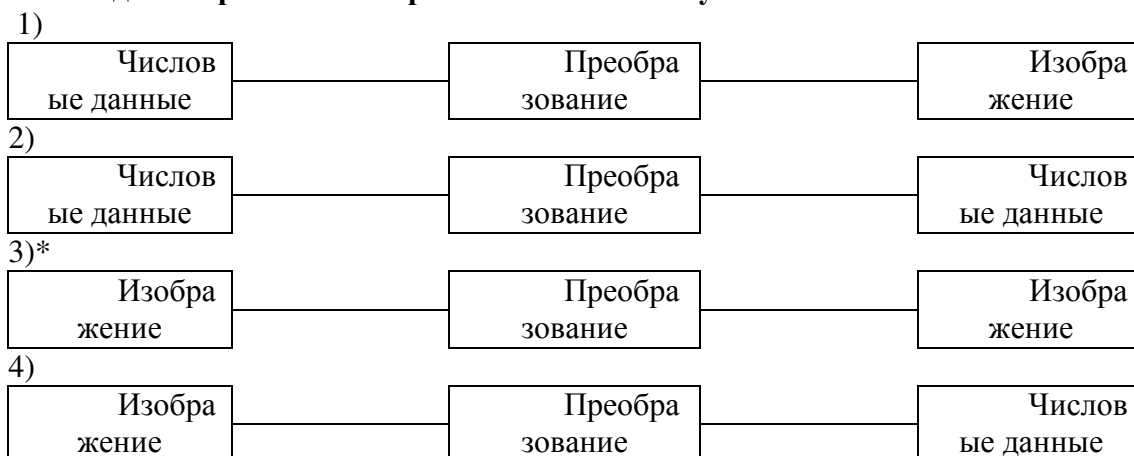 1)
Числов Преобра Изобра
ые данные зование жение
2)
Числов Преобра Числов
ые данные зование ые данные
3)*
Изобра Преобра Изобра
жение зование жение
4)
Изобра Преобра Числов
жение зование ые данные